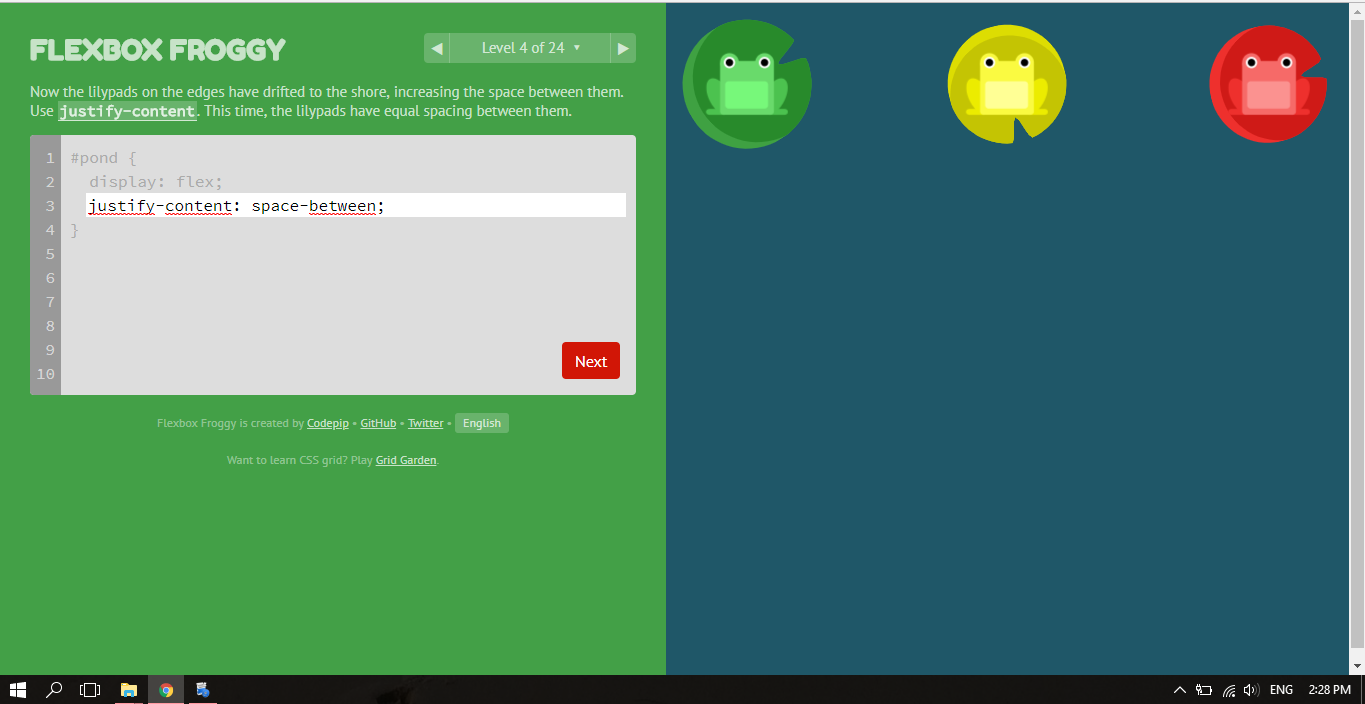 FLEXBOX FROGGY
◀ Level 4 of 24 ▼ ▶
Now the lilypads on the edges have drifted to the shore, increasing the space between them.
Use justify-content. This time, the lilypads have equal spacing between them.
1 #pond {
2 display: flex;
3 justify-content: space-between;
4 }
5
6
7
8
9
10
Next
Flexbox Froggy is created by Codepip • GitHub • Twitter • English
Want to learn CSS grid? Play Grid Garden.
ENG 2:28 PM